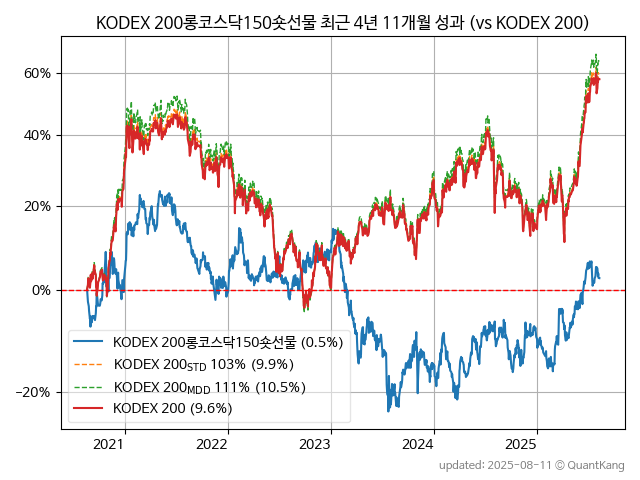 KODEX 200롱코스닥150숏선물 최근 4년 11개월 성과 (vs KODEX 200)
60%
40%
20%
0%
−20%
KODEX 200롱코스닥150숏선물 (0.5%)
KODEX 200STD 103% (9.9%)
KODEX 200MDD 111% (10.5%)
KODEX 200 (9.6%)
2021 2022 2023 2024 2025
updated: 2025-08-11 © QuantKang